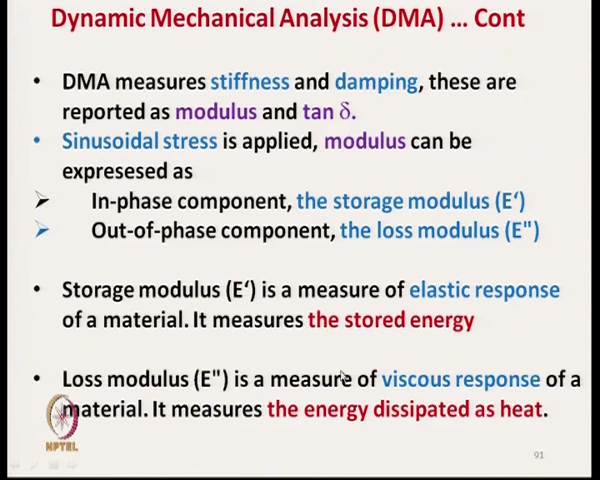 Dynamic Mechanical Analysis (DMA) ... Cont
• DMA measures stiffness and damping, these are
reported as modulus and tan δ.
• Sinusoidal stress is applied, modulus can be
expresesed as
➤ In-phase component, the storage modulus (E‘)
➤ Out-of-phase component, the loss modulus (E")
• Storage modulus (E‘) is a measure of elastic response
of a material. It measures the stored energy
• Loss modulus (E") is a measure of viscous response of a
material. It measures the energy dissipated as heat.
NPTEL
91